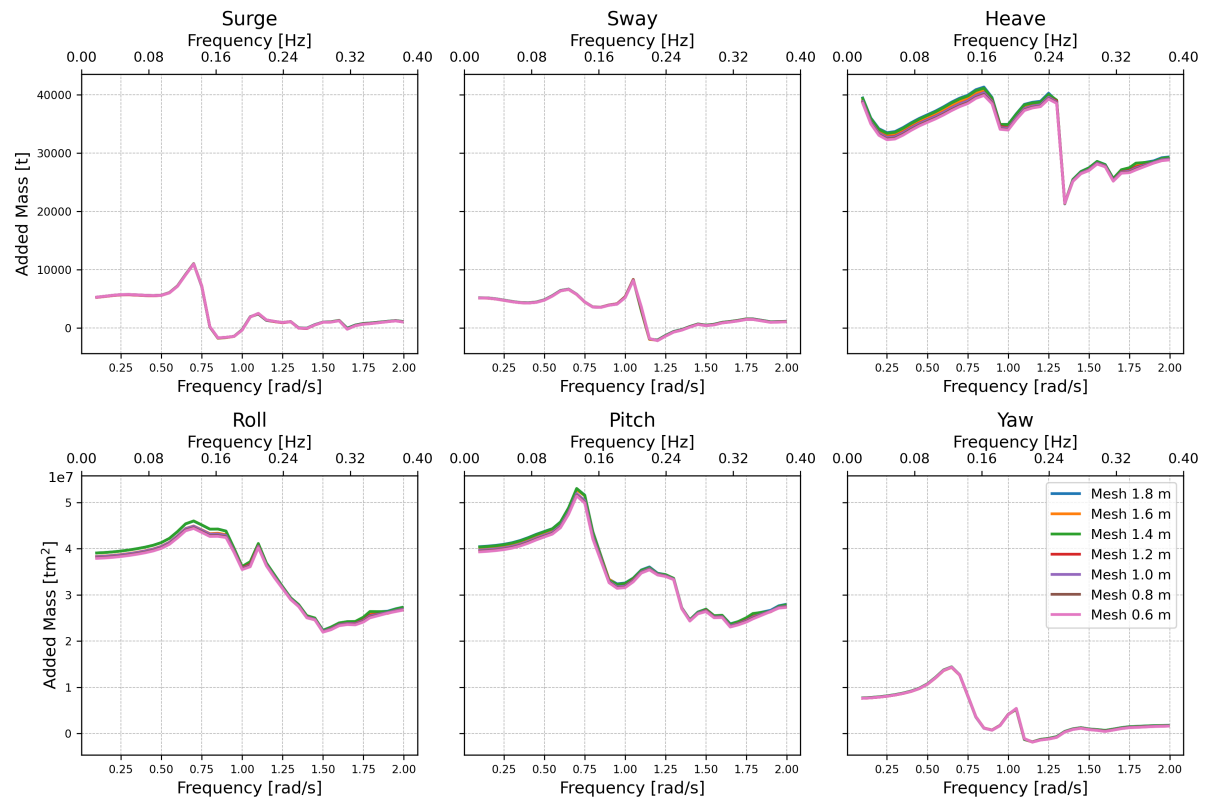 Surge Sway Heave
Frequency [Hz] Frequency [Hz] Frequency [Hz]
0.00 0.08 0.16 0.24 0.32 0.40 0.00 0.08 0.16 0.24 0.32 0.40 0.00 0.08 0.16 0.24 0.32 0.40
40000
30000
20000
10000
0
Added Mass [t]
0.25 0.50 0.75 1.00 1.25 1.50 1.75 2.00 0.25 0.50 0.75 1.00 1.25 1.50 1.75 2.00 0.25 0.50 0.75 1.00 1.25 1.50 1.75 2.00
Frequency [rad/s] Frequency [rad/s] Frequency [rad/s]
Roll Pitch Yaw
Frequency [Hz] Frequency [Hz] Frequency [Hz]
0.00 0.08 0.16 0.24 0.32 0.40 0.00 0.08 0.16 0.24 0.32 0.40 0.00 0.08 0.16 0.24 0.32 0.40
1e7
5
4
3
2
1
0
Added Mass [tm²]
Mesh 1.8 m
Mesh 1.6 m
Mesh 1.4 m
Mesh 1.2 m
Mesh 1.0 m
Mesh 0.8 m
Mesh 0.6 m
0.25 0.50 0.75 1.00 1.25 1.50 1.75 2.00 0.25 0.50 0.75 1.00 1.25 1.50 1.75 2.00 0.25 0.50 0.75 1.00 1.25 1.50 1.75 2.00
Frequency [rad/s] Frequency [rad/s] Frequency [rad/s]